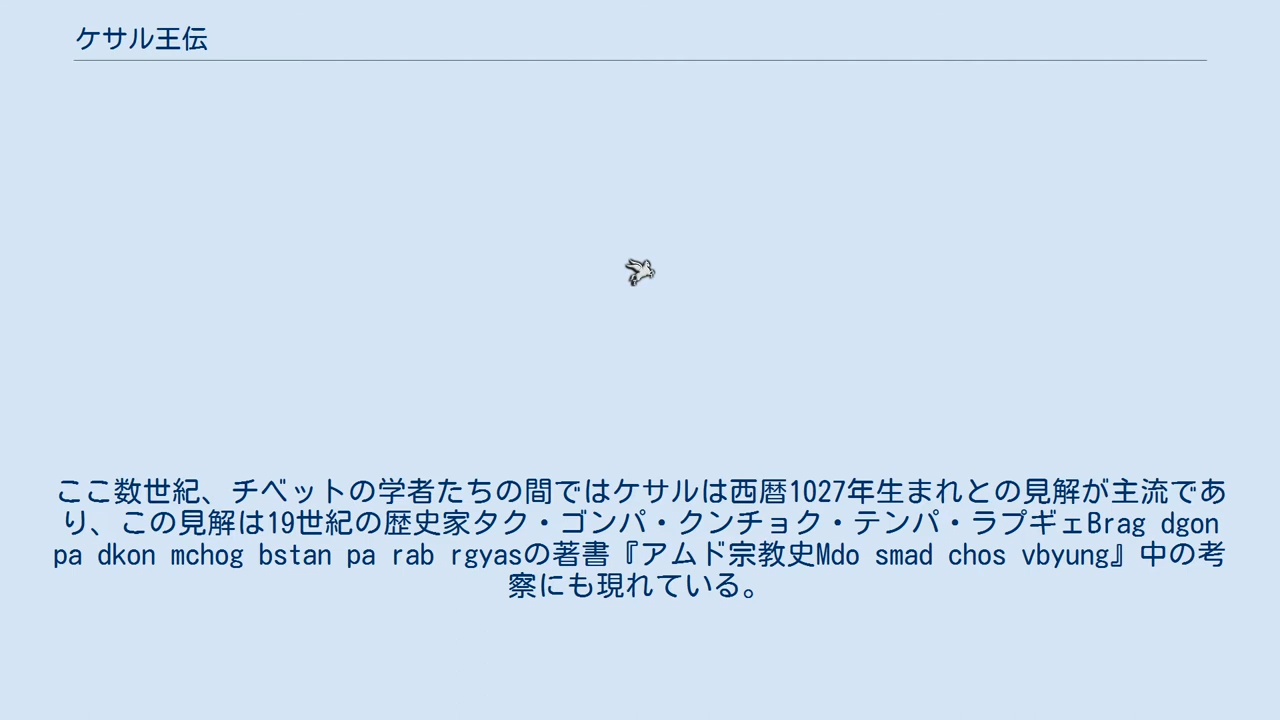 ケサル王伝
ここ数世紀、チベットの学者たちの間ではケサルは西暦1027年生まれとの見解が主流であ
り、この見解は19世紀の歴史家タク・ゴンパ・クンチョク・テンパ・ラプギェBrag dgon
pa dkon mchog bstan pa rab rgyasの著書『アムド宗教史Mdo smad chos vbyung』中の考
察にも現れている。